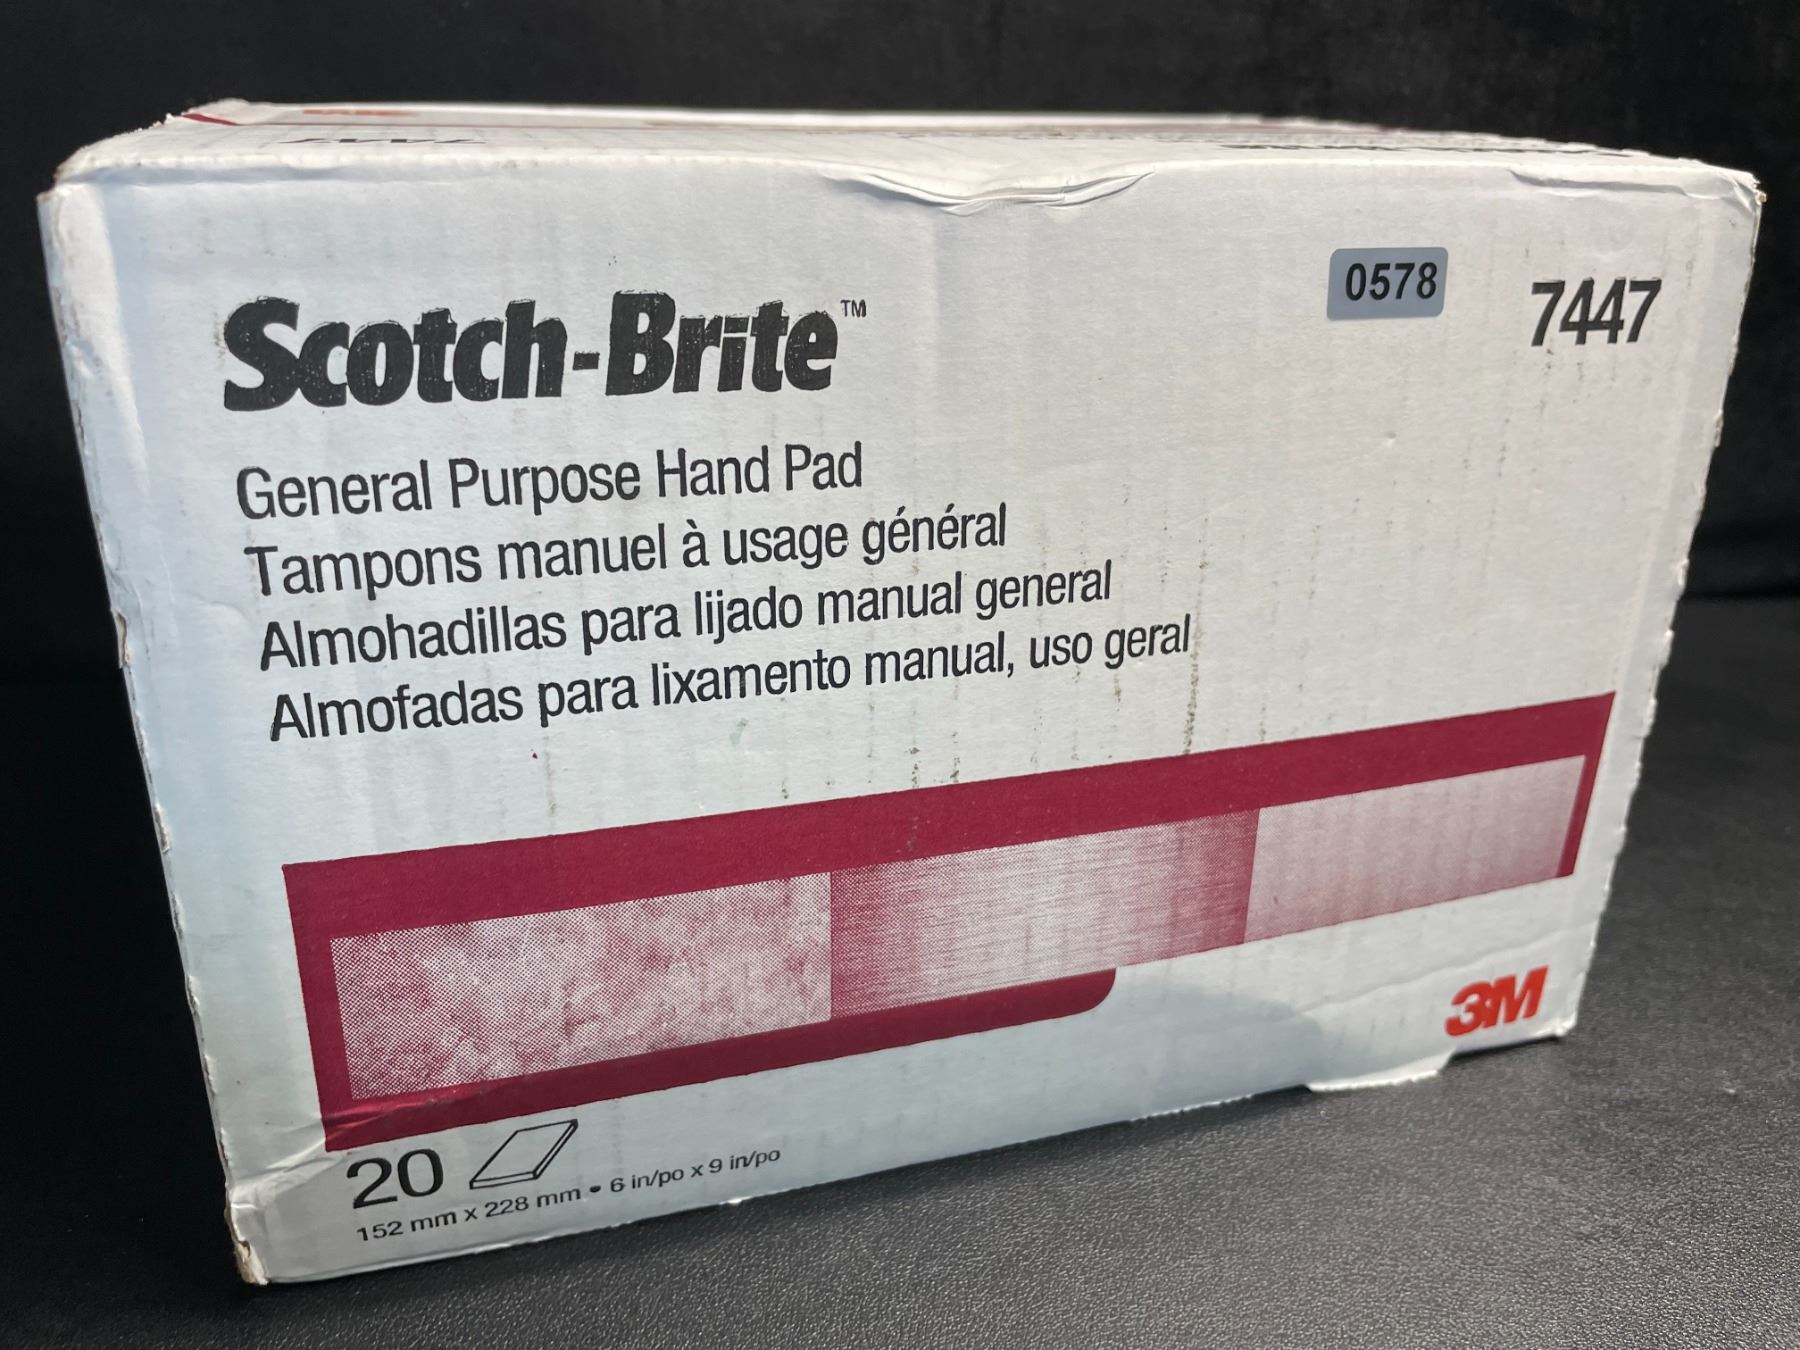 7447
Scotch-Brite™
0578
7447
General Purpose Hand Pad
Tampons manuel à usage général
Almohadillas para lijado manual general
Almofadas para lixamento manual, uso geral
3M
20
152 mm x 228 mm • 6 in/po x 9 in/po